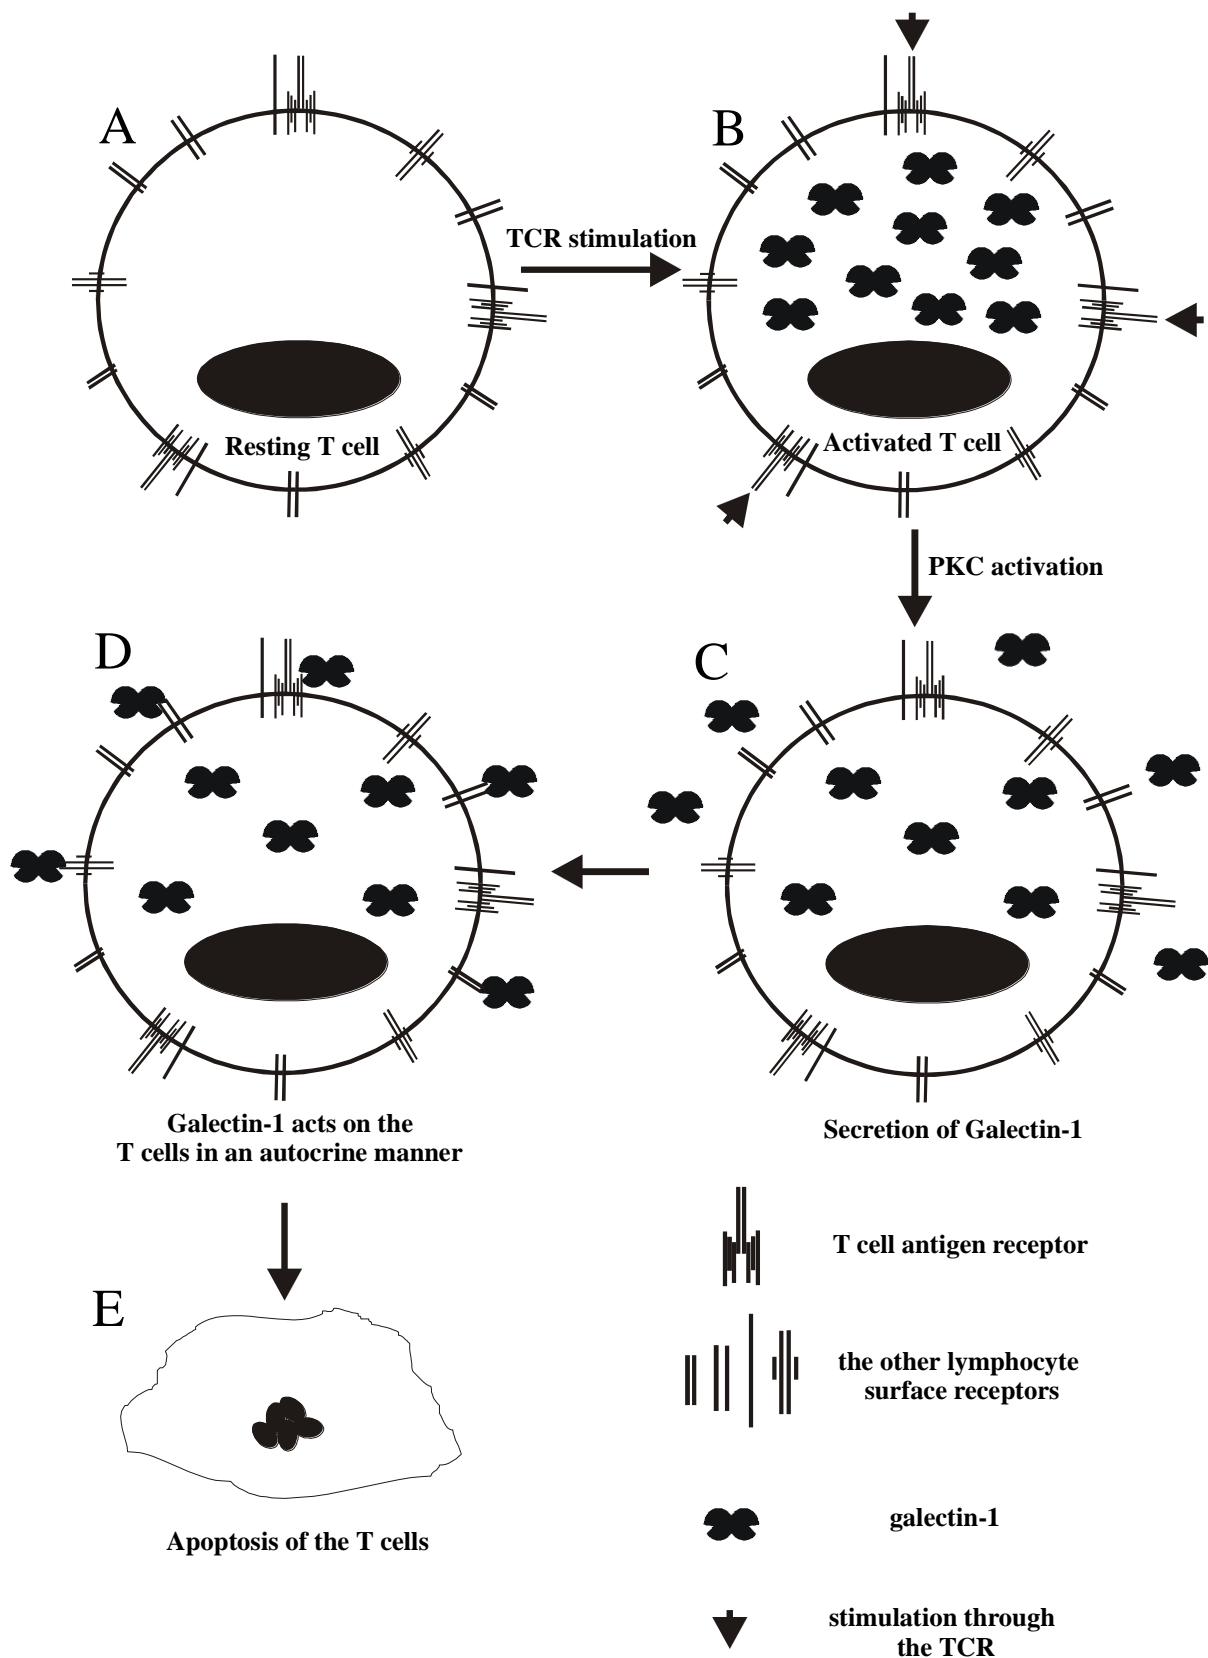 A
B
TCR stimulation
Resting T cell
Activated T cell
PKC activation
D
C
Galectin-1 acts on the
T cells in an autocrine manner
Secretion of Galectin-1
E
Apoptosis of the T cells
T cell antigen receptor
the other lymphocyte
surface receptors
galectin-1
stimulation through
the TCR